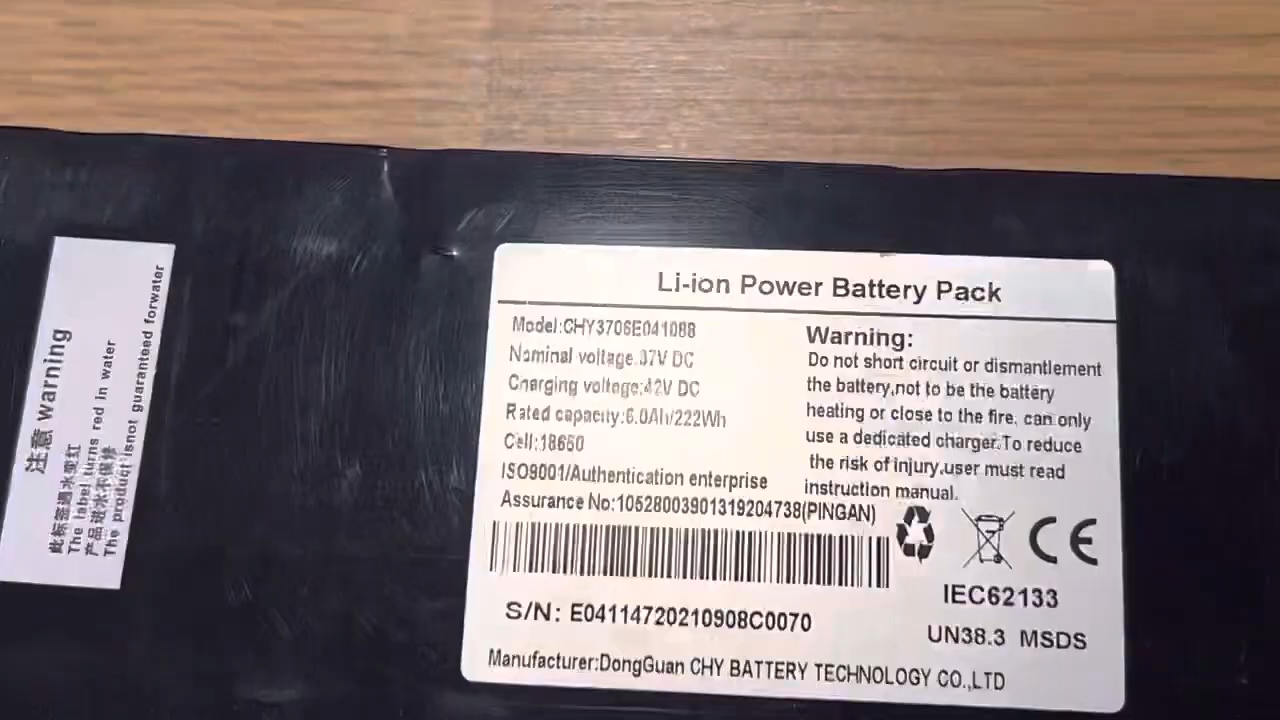 注意 warning
此标签遇水变红
The label turns red in water
产品进水不保修
The product isnot guaranteed forwater
Li-ion Power Battery Pack
Model:CHY3706E041088
Nominal voltage:37V DC
Charging voltage:42V DC
Rated capacity:6.0Ah/222Wh
Cell:18650
ISO9001/Authentication enterprise
Assurance No:10528003901319204738(PINGAN)
Warning:
Do not short circuit or dismantlement
the battery,not to be the battery
heating or close to the fire, can only
use a dedicated charger.To reduce
the risk of injury,user must read
instruction manual.
CE
S/N: E04114720210908C0070
IEC62133
UN38.3 MSDS
Manufacturer:DongGuan CHY BATTERY TECHNOLOGY CO.,LTD